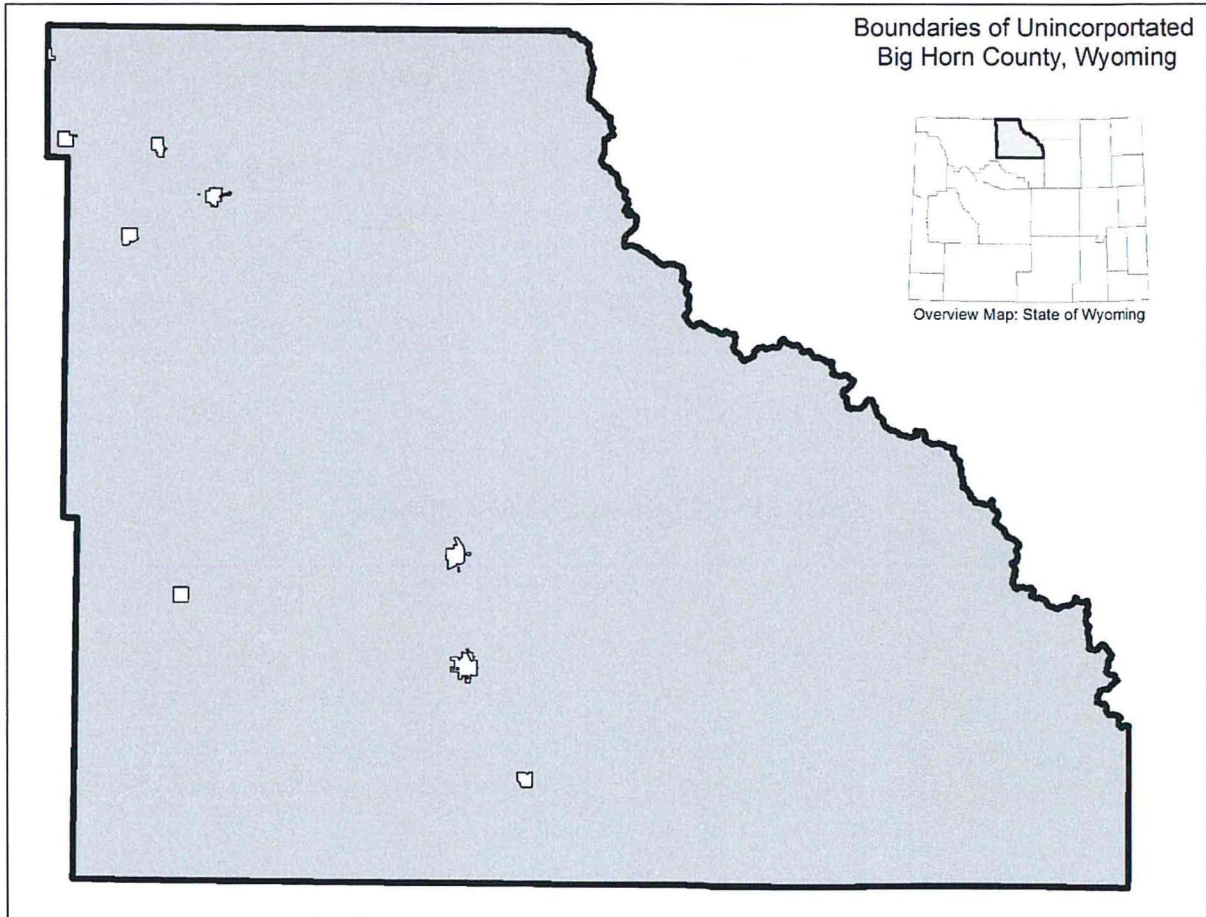 Boundaries of Unincorportated
Big Horn County, Wyoming
Overview Map: State of Wyoming